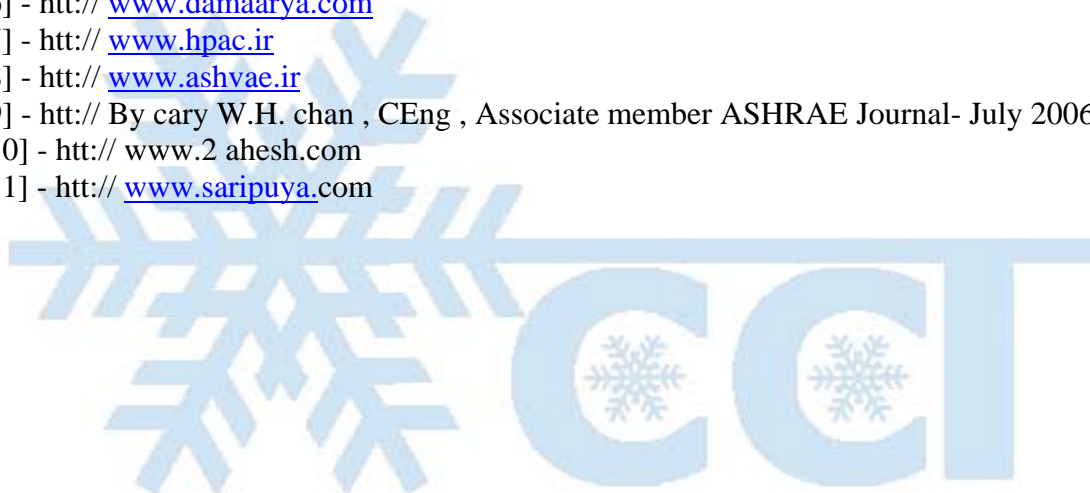 ] - htt:// www.damaarya.com
] - htt:// www.hpac.ir
] - htt:// www.ashvae.ir
] - htt:// By cary W.H. chan , CEng , Associate member ASHRAE Journal- July 2006
0] - htt:// www.2 ahesh.com
1] - htt:// www.saripuya.com
CCT